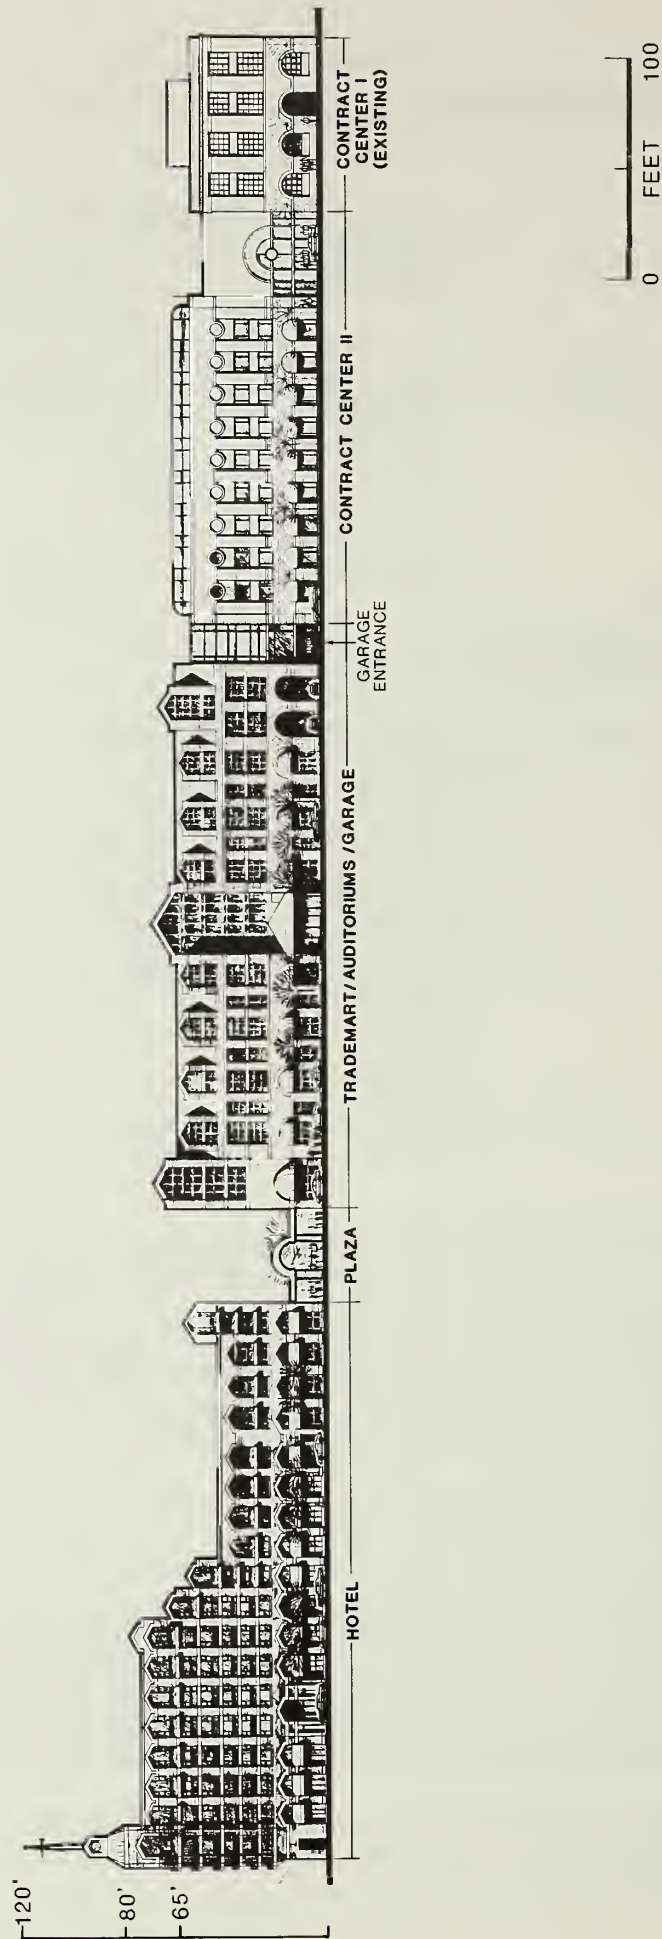 120'
80'
65'
HOTEL
PLAZA
TRADEMART/AUDITORIUMS/GARAGE
GARAGE
ENTRANCE
CONTRACT CENTER II
CONTRACT
CENTER I
(EXISTING)
0 100
FEET